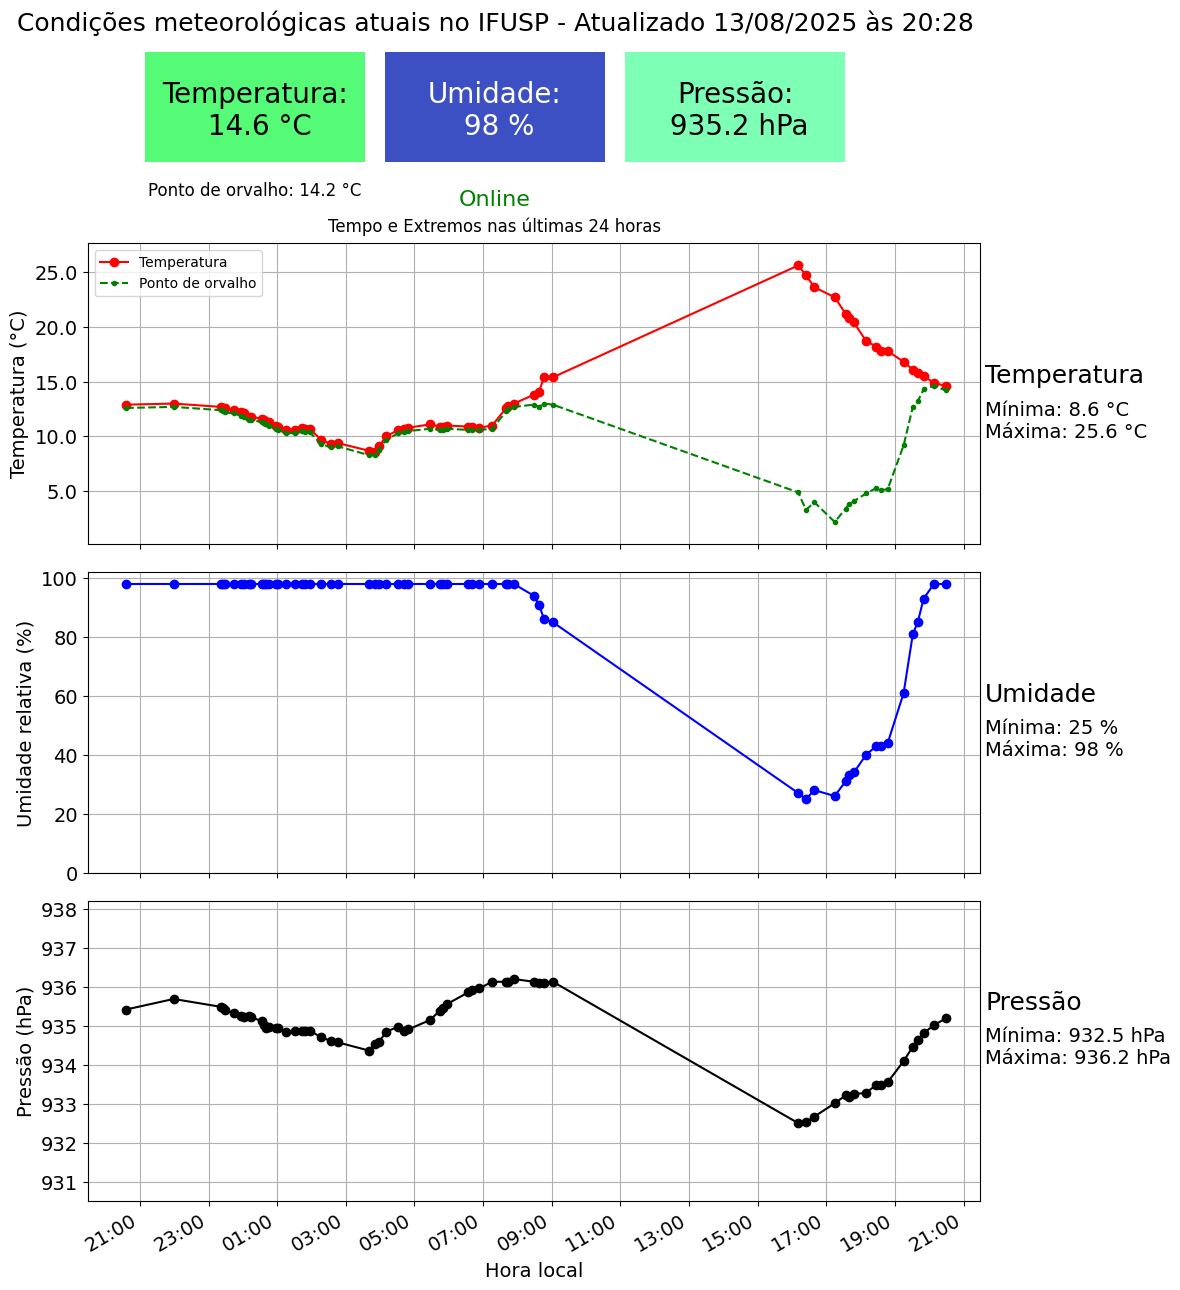 Condições meteorológicas atuais no IFUSP - Atualizado 13/08/2025 às 20:28
Temperatura:
14.6 °C
Umidade:
98 %
Pressão:
935.2 hPa
Ponto de orvalho: 14.2 °C
Online
Tempo e Extremos nas últimas 24 horas
Temperatura
Ponto de orvalho
Temperatura (°C)
25.0
20.0
15.0
10.0
5.0
Temperatura
Mínima: 8.6 °C
Máxima: 25.6 °C
Umidade relativa (%)
100
80
60
40
20
0
Umidade
Mínima: 25 %
Máxima: 98 %
Pressão (hPa)
938
937
936
935
934
933
932
931
Pressão
Mínima: 932.5 hPa
Máxima: 936.2 hPa
21:00 23:00 01:00 03:00 05:00 07:00 09:00 11:00 13:00 15:00 17:00 19:00 21:00
Hora local